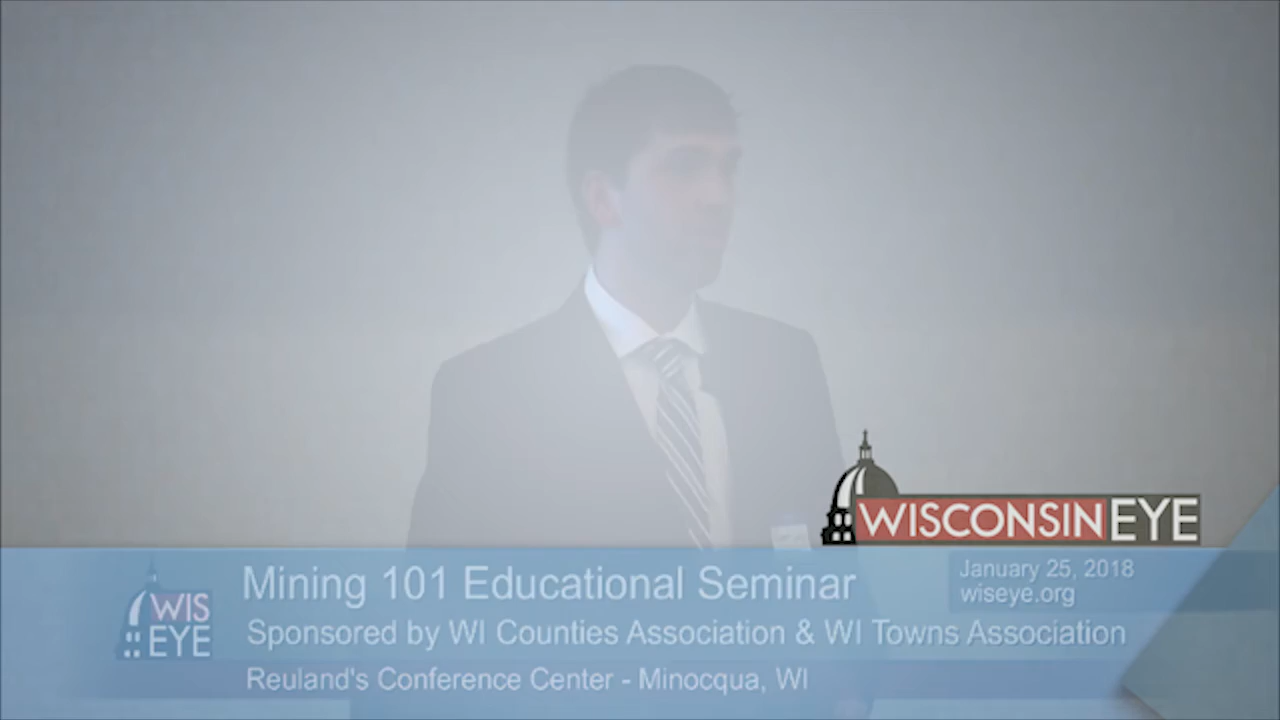 WISCONSINEYE
Mining 101 Educational Seminar
January 25, 2018
wiseye.org
WIS
EYE
Sponsored by WI Counties Association & WI Towns Association
Reuland's Conference Center - Minocqua, WI